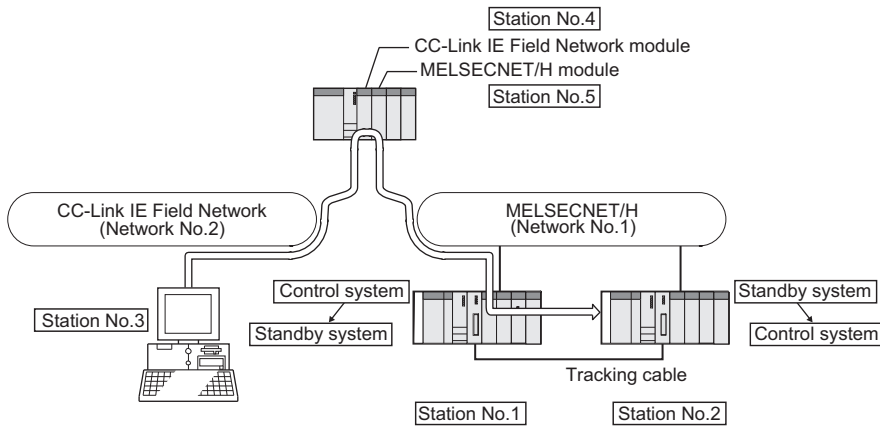 Station No.4
CC-Link IE Field Network module
MELSECNET/H module
Station No.5
CC-Link IE Field Network
(Network No.2)
MELSECNET/H
(Network No.1)
Station No.3
Control system
Standby system
Standby system
Control system
Tracking cable
Station No.1
Station No.2